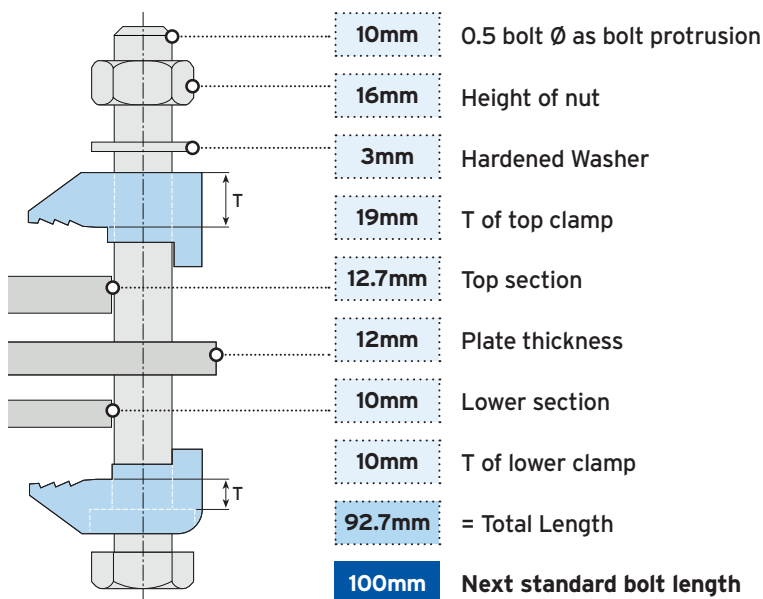 10mm 0.5 bolt Ø as bolt protrusion
16mm Height of nut
3mm Hardened Washer
T
19mm T of top clamp
12.7mm Top section
12mm Plate thickness
10mm Lower section
10mm T of lower clamp
T
92.7mm = Total Length
100mm Next standard bolt length